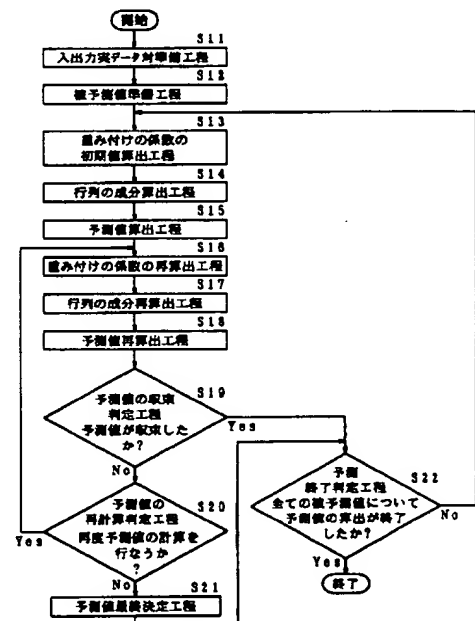 開始
S11
入出力実データ対準備工程
S12
被予測値準備工程
S13
重み付けの係数の
初期値算出工程
S14
行列の成分算出工程
S15
予測値算出工程
S16
重み付けの係数の再算出工程
S17
行列の成分再算出工程
S18
予測値再算出工程
S19
予測値の収束
判定工程
予測値が収束した
か?
Yes
No
S20
予測値の
再計算判定工程
再度予測値の計算を
行なうか
?
Yes
No
S21
予測値最終決定工程
S22
予測
終了判定工程
全ての被予測値について
予測値の算出が終了
したか?
No
Yes
終了